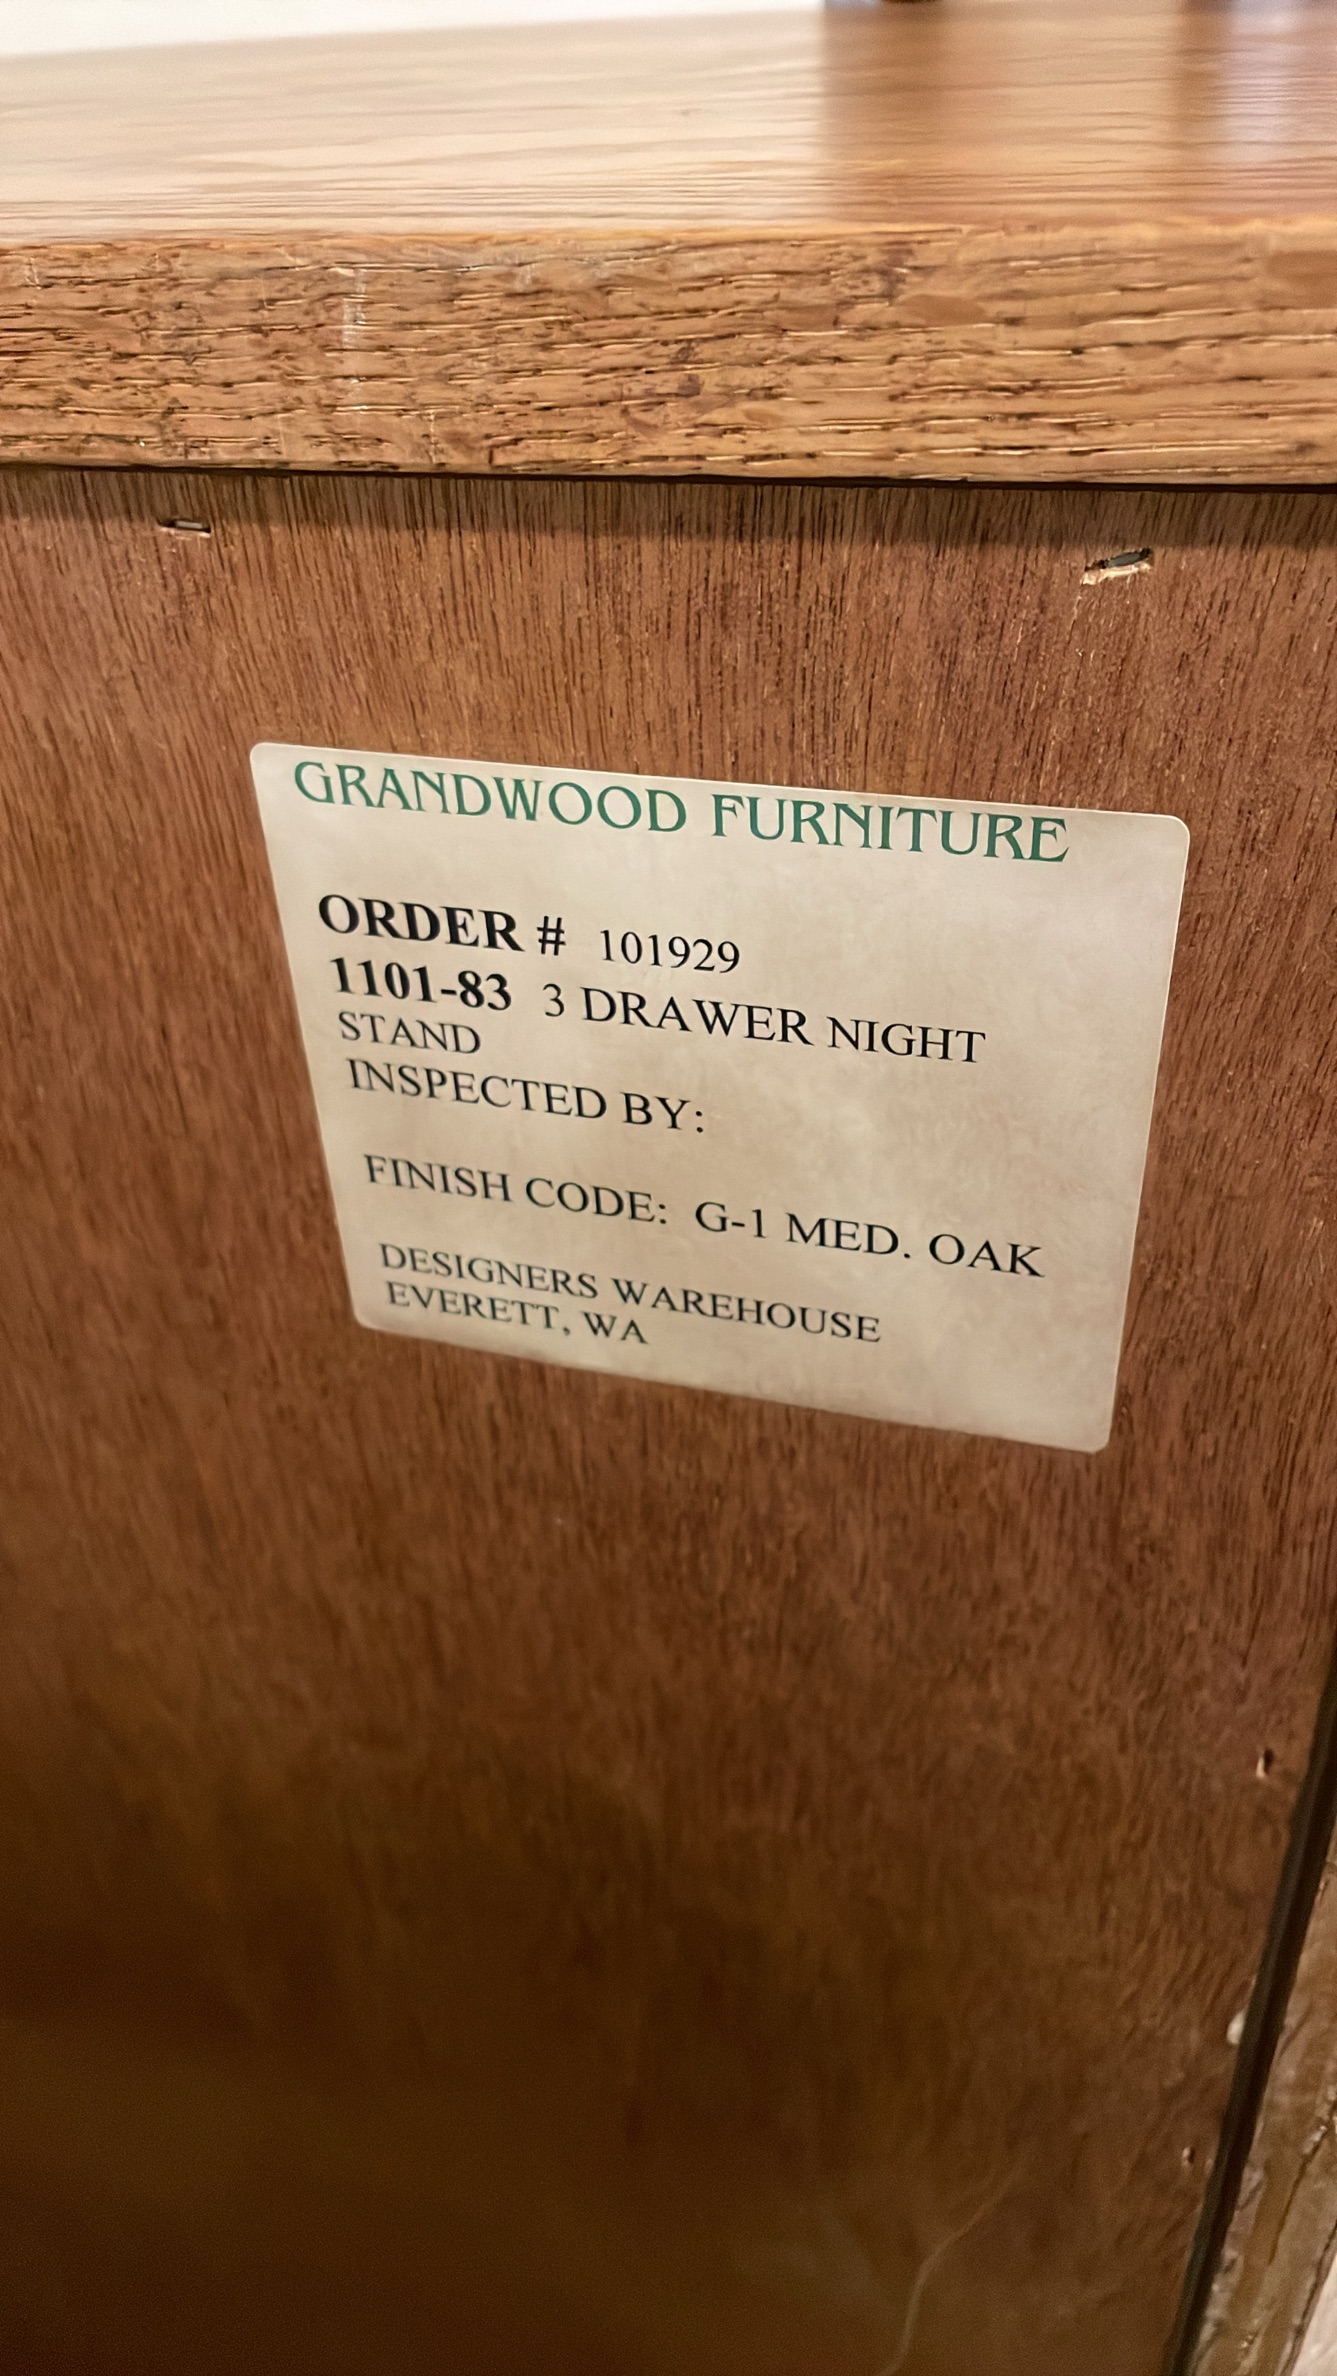 GRANDWOOD FURNITURE
ORDER # 101929
1101-83 3 DRAWER NIGHT
STAND
INSPECTED BY:
FINISH CODE: G-1 MED. OAK
DESIGNERS WAREHOUSE
EVERETT, WA